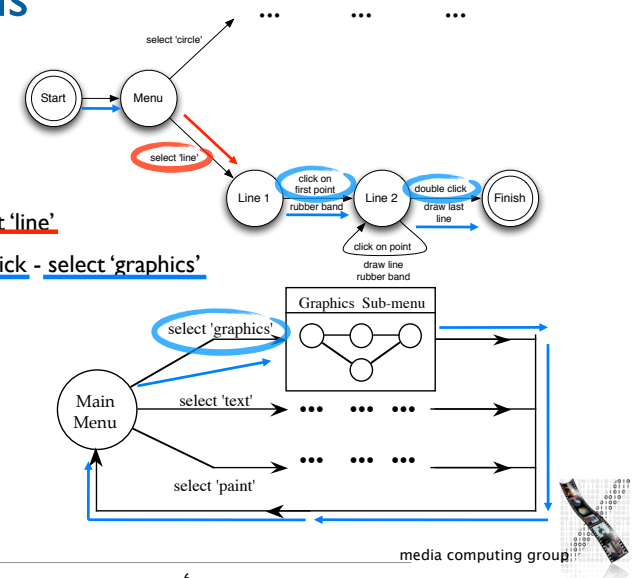 select 'circle'
Start
Menu
select 'line'
Line 1
click on
first point
rubber band
Line 2
double click
draw last
line
Finish
click on point
draw line
rubber band
t 'line'
ick - select 'graphics'
Graphics Sub-menu
select 'graphics'
Main
Menu
select 'text'
select 'paint'
media computing group